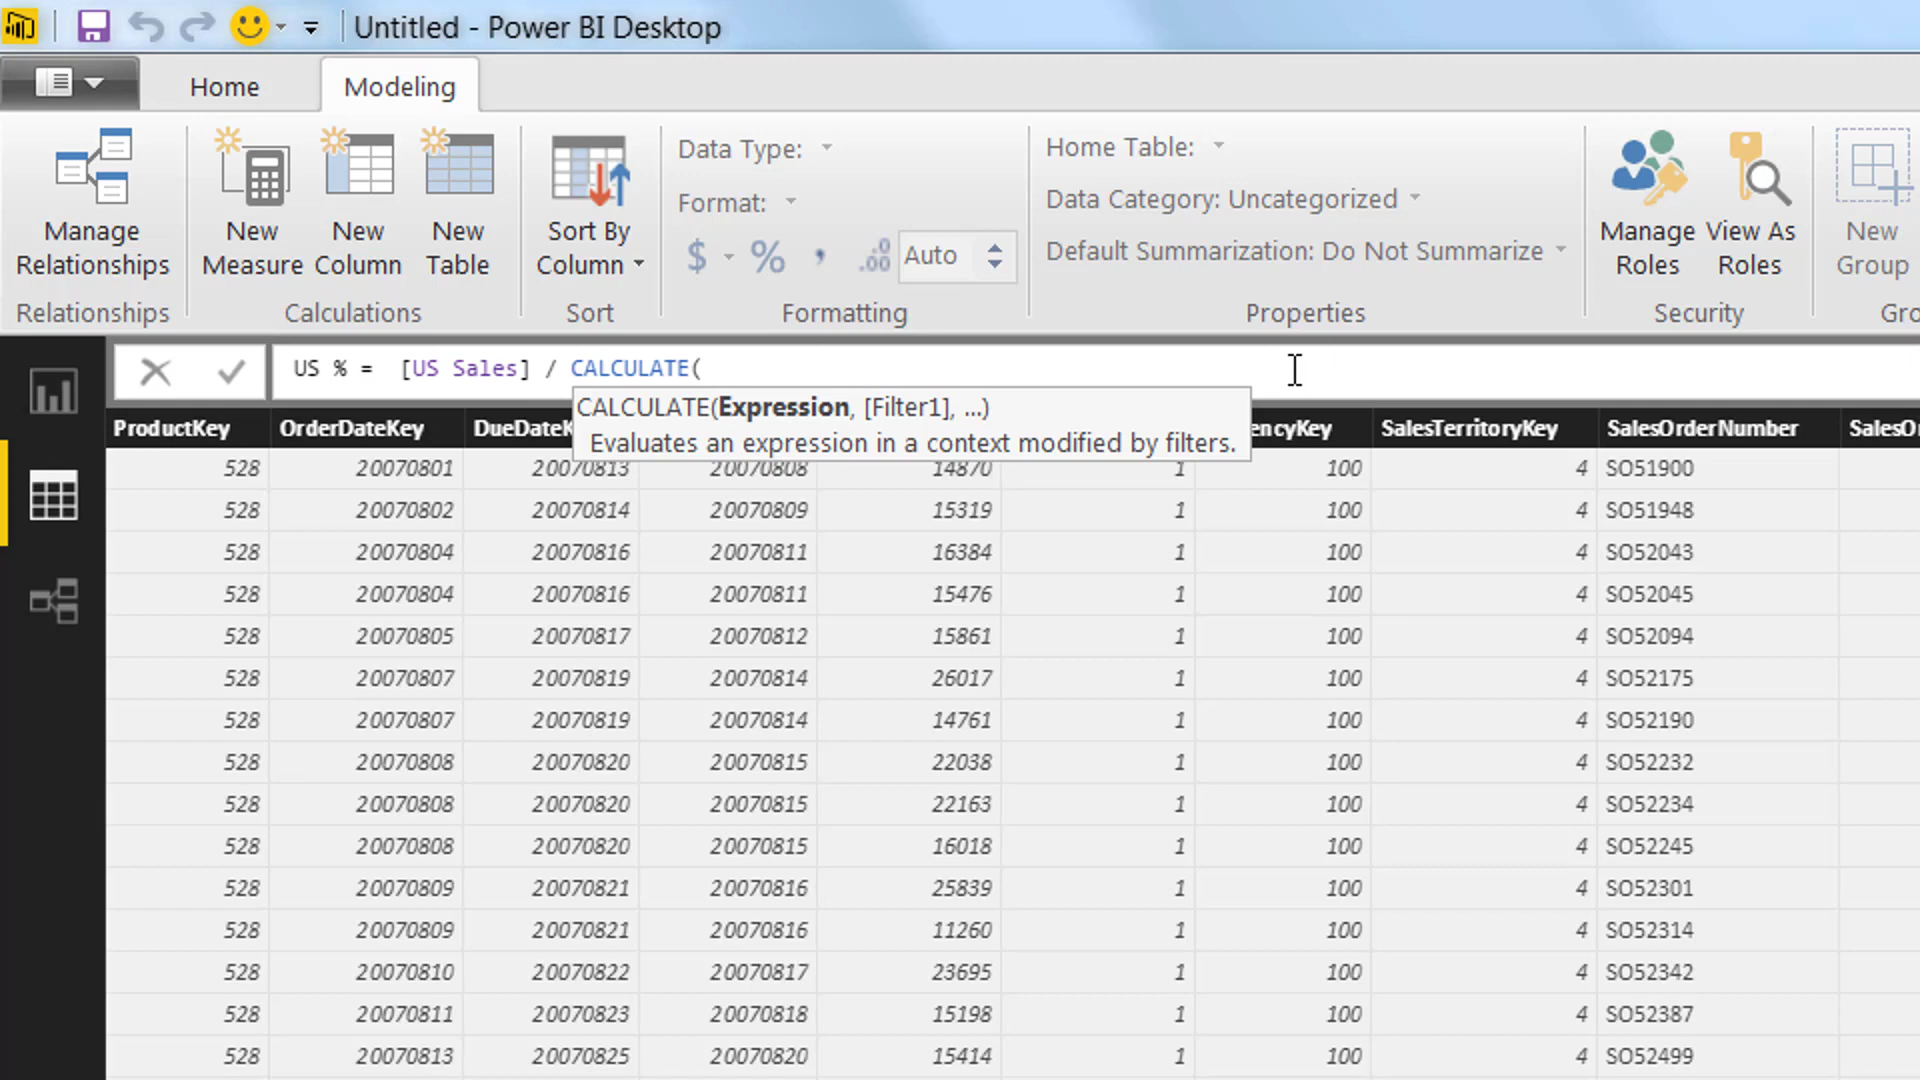 Untitled - Power BI Desktop
Home Modeling
Manage Relationships
New Measure
New Column
New Table
Sort By Column
Data Type:
Format:
$ % , .00 Auto
Home Table:
Data Category: Uncategorized
Default Summarization: Do Not Summarize
Manage Roles
View As Roles
New Group
Relationships Calculations Sort Formatting Properties Security Gro
US % = [US Sales] / CALCULATE(
CALCULATE(Expression, [Filter1], ...)
Evaluates an expression in a context modified by filters.
ProductKey OrderDateKey DueDateK encyKey SalesTerritoryKey SalesOrderNumber SalesO
528 20070801 20070813 20070808 14870 1 100 4 SO51900
528 20070802 20070814 20070809 15319 1 100 4 SO51948
528 20070804 20070816 20070811 16384 1 100 4 SO52043
528 20070804 20070816 20070811 15476 1 100 4 SO52045
528 20070805 20070817 20070812 15861 1 100 4 SO52094
528 20070807 20070819 20070814 26017 1 100 4 SO52175
528 20070807 20070819 20070814 14761 1 100 4 SO52190
528 20070808 20070820 20070815 22038 1 100 4 SO52232
528 20070808 20070820 20070815 22163 1 100 4 SO52234
528 20070808 20070820 20070815 16018 1 100 4 SO52245
528 20070809 20070821 20070816 25839 1 100 4 SO52301
528 20070809 20070821 20070816 11260 1 100 4 SO52314
528 20070810 20070822 20070817 23695 1 100 4 SO52342
528 20070811 20070823 20070818 15198 1 100 4 SO52387
528 20070813 20070825 20070820 15414 1 100 4 SO52499